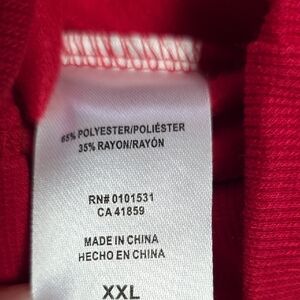 65% POLYESTER/POLIÉSTER
35% RAYON/RAYÓN
RN# 0101531
CA 41859
MADE IN CHINA
HECHO EN CHINA
XXL